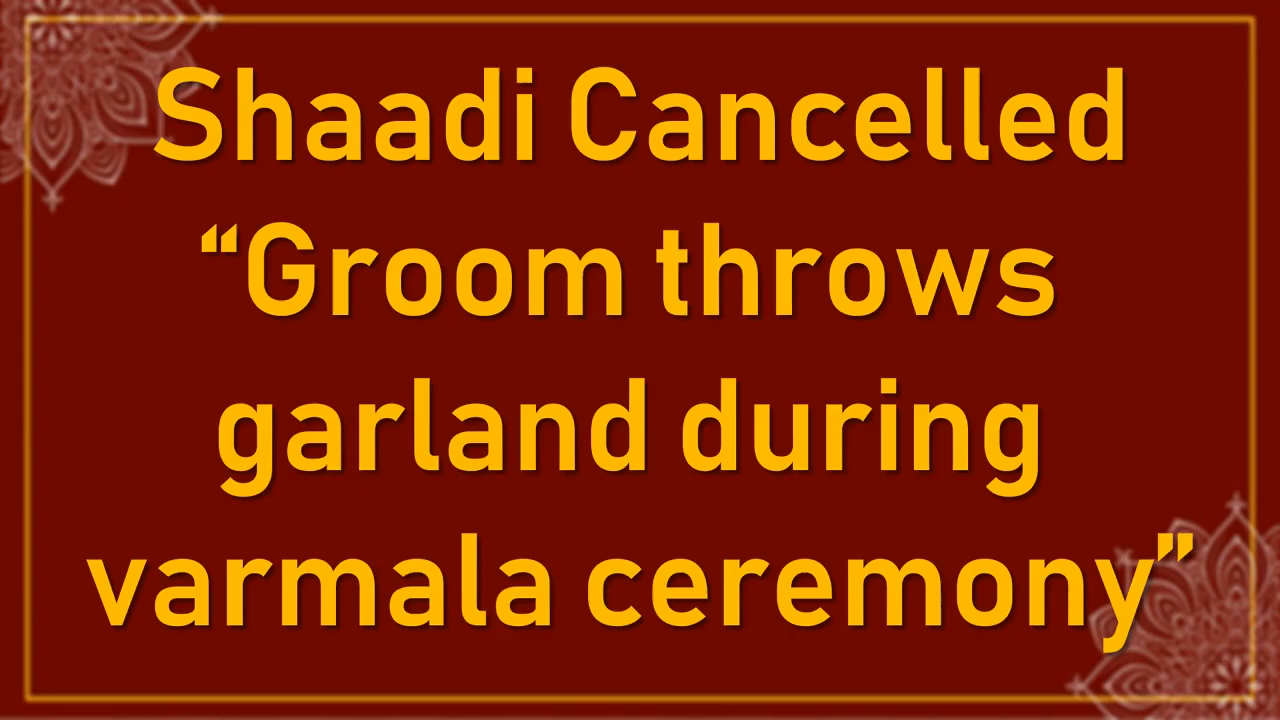 Shaadi Cancelled
“Groom throws
garland during
varmala ceremony”